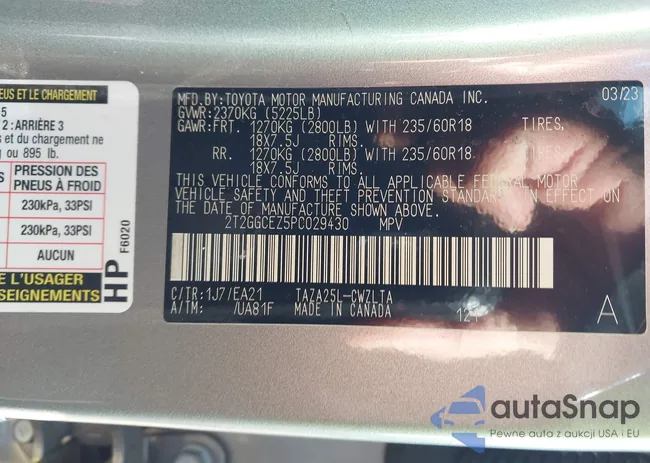 PNEUS ET LE CHARGEMENT
5
2 : ARRIÈRE 3
et du chargement ne
ou 895 lb.
PRESSION DES
PNEUS À FROID
230kPa, 33PSI
230kPa, 33PSI
AUCUN
L'USAGER
HP F6020
MFD.BY:TOYOTA MOTOR MANUFACTURING CANADA INC. 03/23
GVWR:2370KG (5225LB)
GAWR:FRT. 1270KG (2800LB) WITH 235/60R18 TIRES,
18X7.5J RIMS.
RR. 1270KG (2800LB) WITH 235/60R18 TIRES,
18X7.5J RIMS.
THIS VEHICLE CONFORMS TO ALL APPLICABLE FEDERAL MOTOR
VEHICLE SAFETY AND THEFT PREVENTION STANDARDS IN EFFECT ON
THE DATE OF MANUFACTURE SHOWN ABOVE.
2T2GGCEZ5PC029430 MPV
C/TR:1J7/EA21 TAZA25L-CWZLTA
A/TM: /UA81F MADE IN CANADA A
autaSnap
Pewne auta z aukcji USA i EU